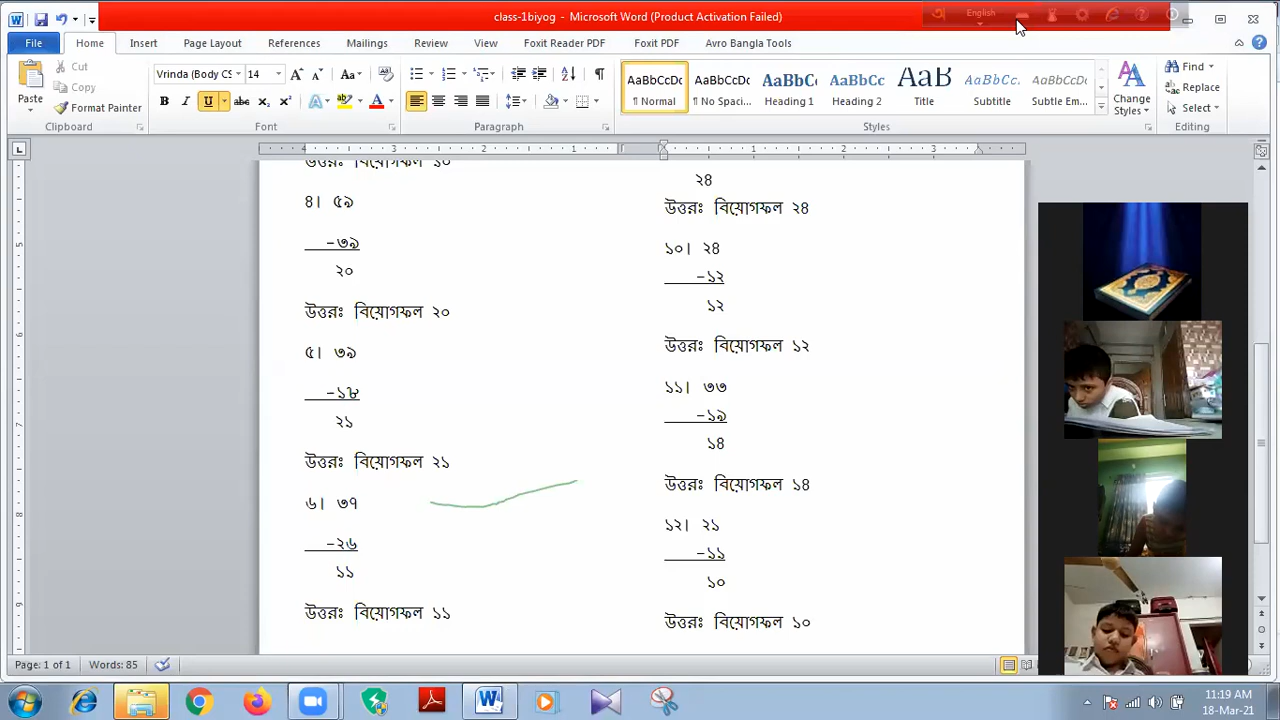 class-1biyog - Microsoft Word (Product Activation Failed)
English
File Home Insert Page Layout References Mailings Review View Foxit Reader PDF Foxit PDF Avro Bangla Tools
Paste
Cut
Copy
Format Painter
Clipboard
Vrinda (Body CS 14
Font
Paragraph
AaBbCcDc AaBbCcDc AaBbCc AaBbCc AaB AaBbCc. AaBbCcDc
¶ Normal ¶ No Spaci... Heading 1 Heading 2 Title Subtitle Subtle Em...
Styles
Change Styles
Find
Replace
Select
Editing
উত্তরঃ বিয়োগফল ১০
৪। ৫৯
-৩৯
২০
উত্তরঃ বিয়োগফল ২০
৫। ৩৯
-১৮
২১
উত্তরঃ বিয়োগফল ২১
৬। ৩৭
-২৬
১১
উত্তরঃ বিয়োগফল ১১
২৪
উত্তরঃ বিয়োগফল ২৪
১০। ২৪
-১২
১২
উত্তরঃ বিয়োগফল ১২
১১। ৩৩
-১৯
১৪
উত্তরঃ বিয়োগফল ১৪
১২। ২১
-১১
১০
উত্তরঃ বিয়োগফল ১০
Page: 1 of 1 Words: 85
11:19 AM
18-Mar-21